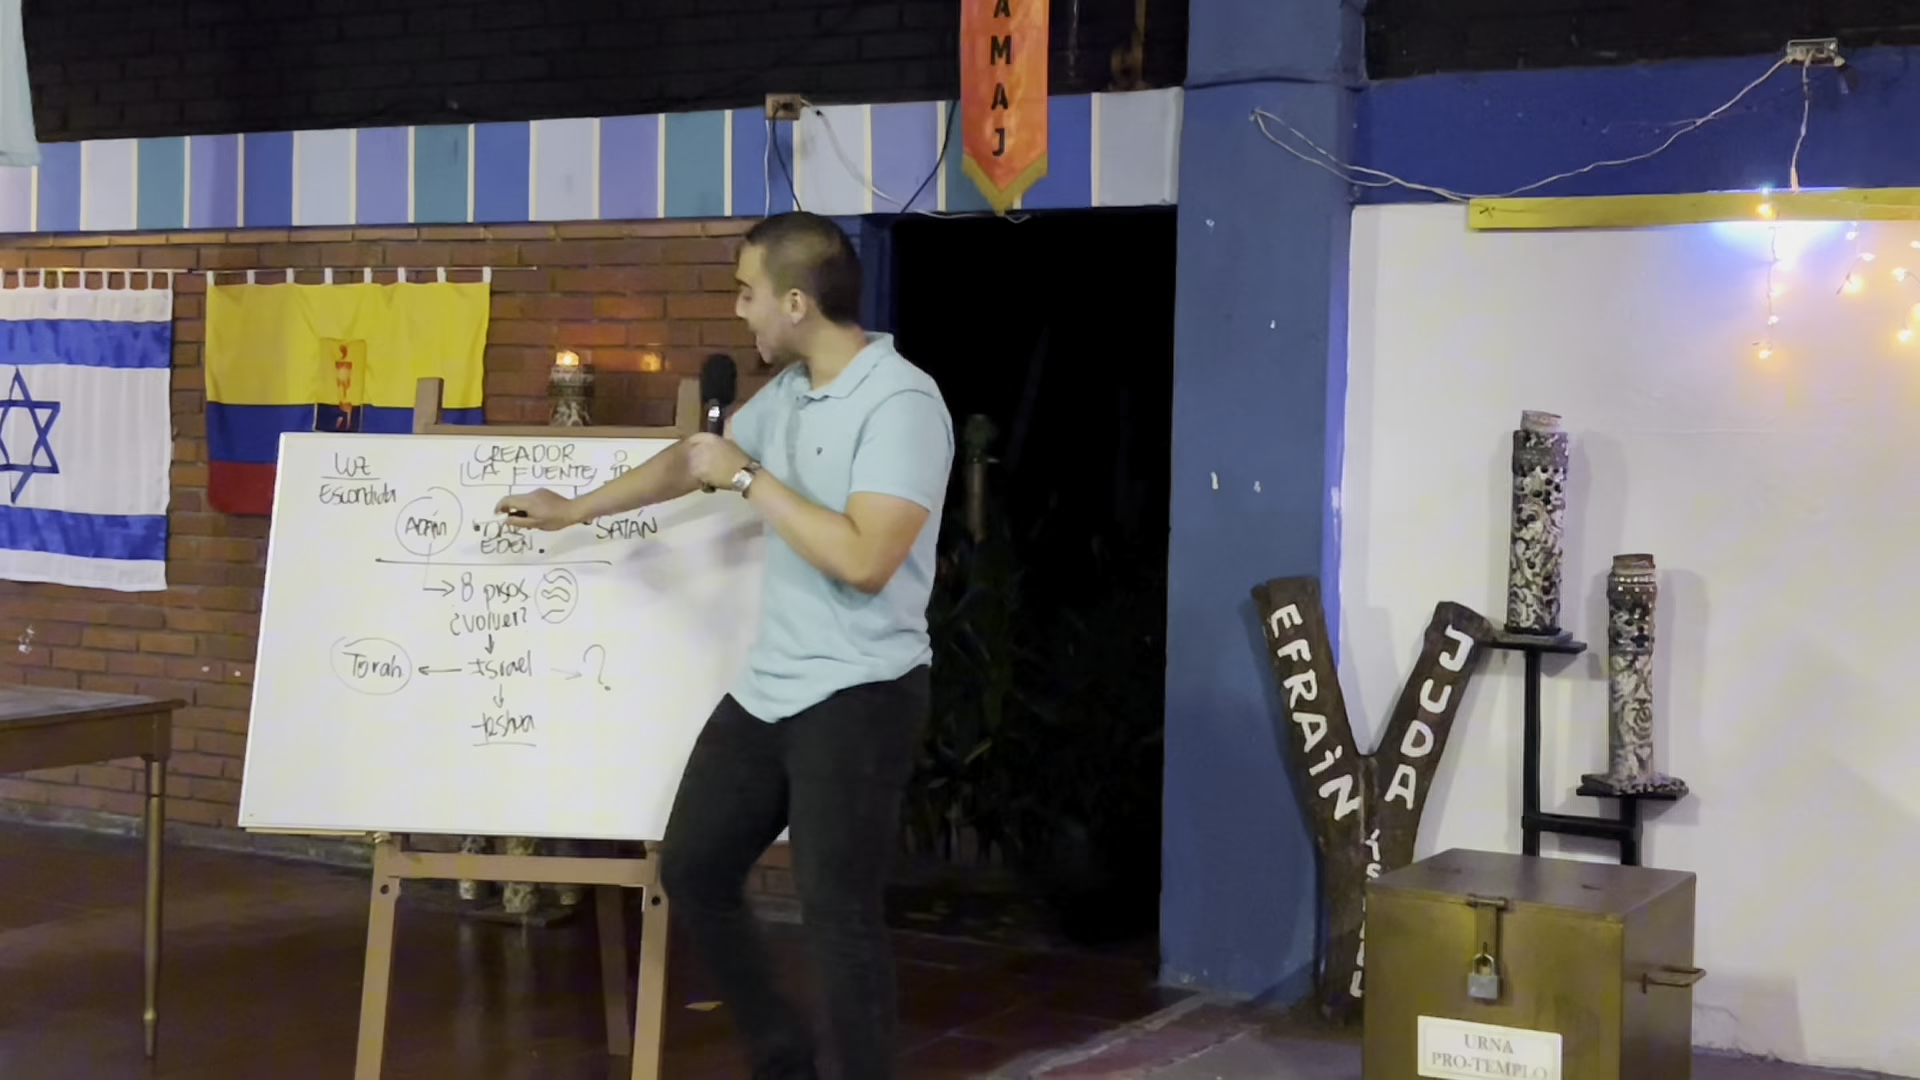 AMAJ
LUZ
Escondida
CREADOR
LA FUENTE
ADÁN
EDEN.
SATÁN
→ 8 pisos
¿volver?
Torah ← Israel → ?
EFRAIN
JUDA
URNA
PRO-TEMPLO